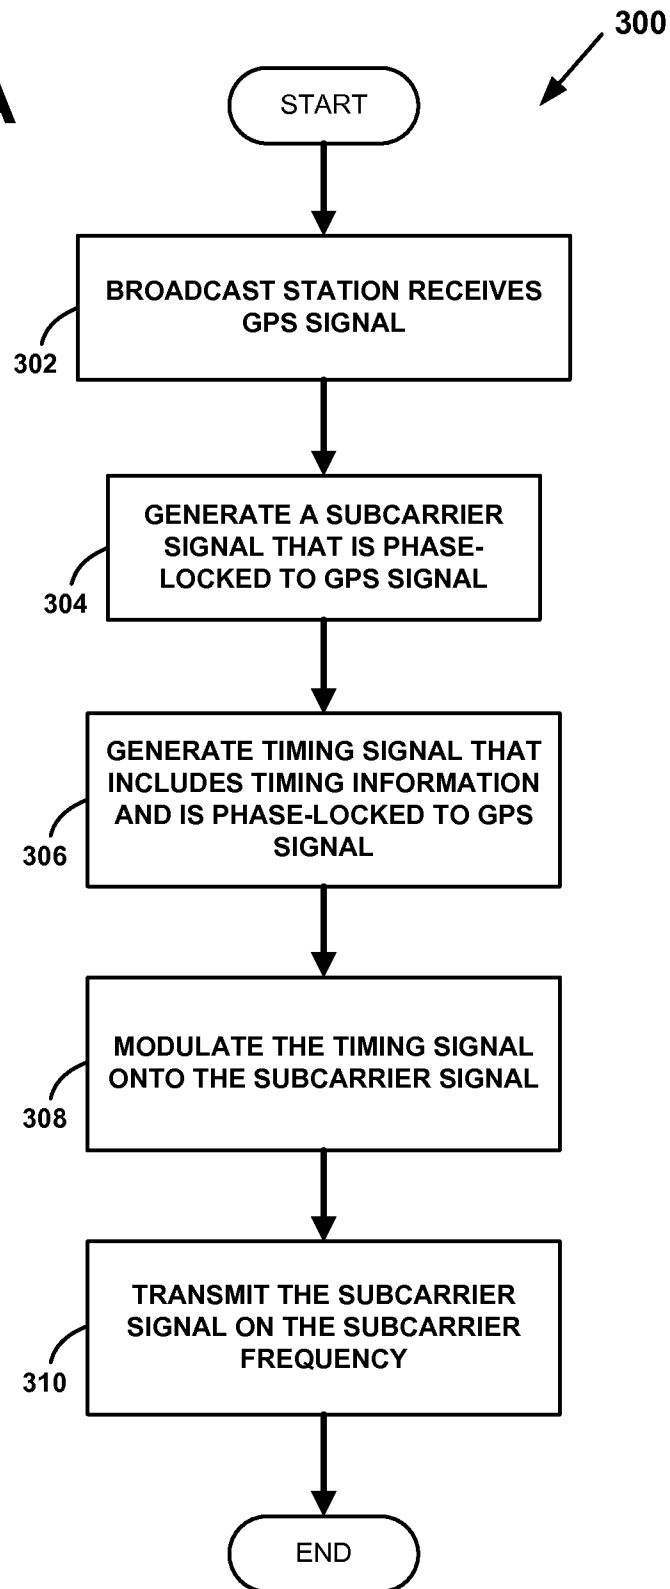 300
A
START
BROADCAST STATION RECEIVES
GPS SIGNAL
302
GENERATE A SUBCARRIER
SIGNAL THAT IS PHASE-
LOCKED TO GPS SIGNAL
304
GENERATE TIMING SIGNAL THAT
INCLUDES TIMING INFORMATION
AND IS PHASE-LOCKED TO GPS
SIGNAL
306
MODULATE THE TIMING SIGNAL
ONTO THE SUBCARRIER SIGNAL
308
TRANSMIT THE SUBCARRIER
SIGNAL ON THE SUBCARRIER
FREQUENCY
310
END